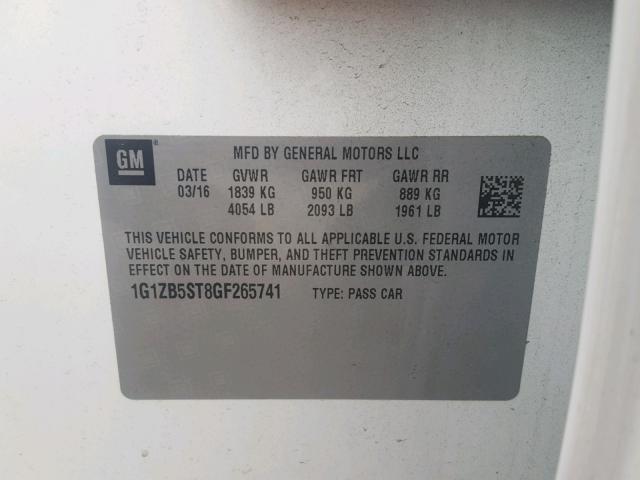 GM
MFD BY GENERAL MOTORS LLC
DATE GVWR GAWR FRT GAWR RR
03/16 1839 KG 950 KG 889 KG
4054 LB 2093 LB 1961 LB
THIS VEHICLE CONFORMS TO ALL APPLICABLE U.S. FEDERAL MOTOR
VEHICLE SAFETY, BUMPER, AND THEFT PREVENTION STANDARDS IN
EFFECT ON THE DATE OF MANUFACTURE SHOWN ABOVE.
1G1ZB5ST8GF265741 TYPE: PASS CAR